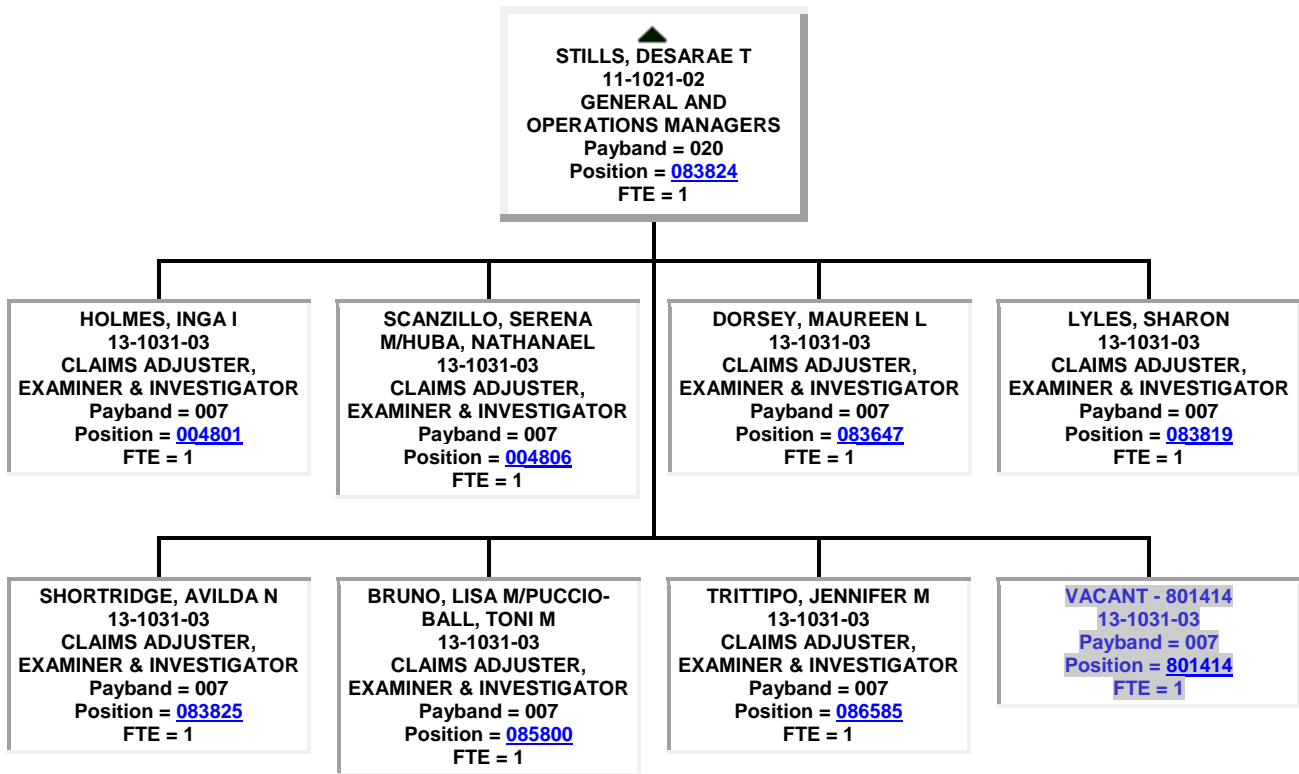 STILLS, DESARAE T
11-1021-02
GENERAL AND
OPERATIONS MANAGERS
Payband = 020
Position = 083824
FTE = 1
HOLMES, INGA I
13-1031-03
CLAIMS ADJUSTER,
EXAMINER & INVESTIGATOR
Payband = 007
Position = 004801
FTE = 1
SCANZILLO, SERENA
M/HUBA, NATHANAEL
13-1031-03
CLAIMS ADJUSTER,
EXAMINER & INVESTIGATOR
Payband = 007
Position = 004806
FTE = 1
DORSEY, MAUREEN L
13-1031-03
CLAIMS ADJUSTER,
EXAMINER & INVESTIGATOR
Payband = 007
Position = 083647
FTE = 1
LYLES, SHARON
13-1031-03
CLAIMS ADJUSTER,
EXAMINER & INVESTIGATOR
Payband = 007
Position = 083819
FTE = 1
SHORTRIDGE, AVILDA N
13-1031-03
CLAIMS ADJUSTER,
EXAMINER & INVESTIGATOR
Payband = 007
Position = 083825
FTE = 1
BRUNO, LISA M/PUCCIO-
BALL, TONI M
13-1031-03
CLAIMS ADJUSTER,
EXAMINER & INVESTIGATOR
Payband = 007
Position = 085800
FTE = 1
TRITTIPO, JENNIFER M
13-1031-03
CLAIMS ADJUSTER,
EXAMINER & INVESTIGATOR
Payband = 007
Position = 086585
FTE = 1
VACANT - 801414
13-1031-03
Payband = 007
Position = 801414
FTE = 1